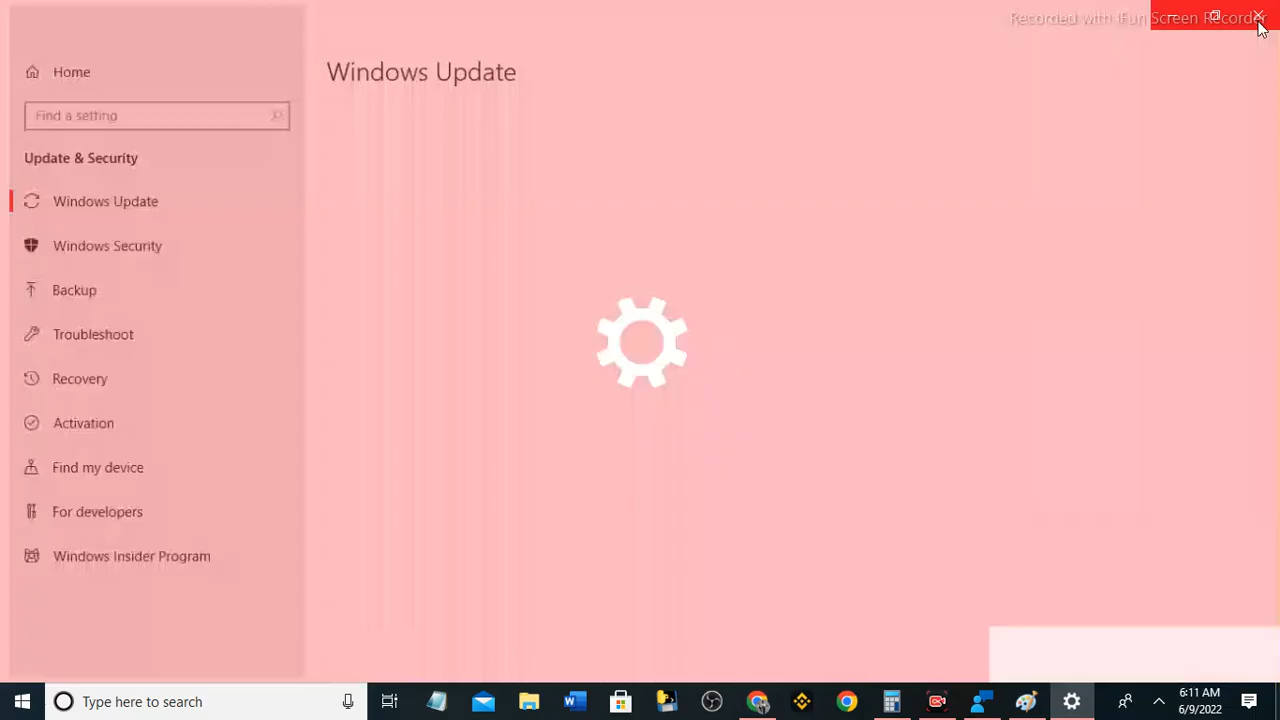 Recorded with iFun Screen Recorder
Home
Windows Update
Find a setting
Update & Security
Windows Update
Windows Security
Backup
Troubleshoot
Recovery
Activation
Find my device
For developers
Windows Insider Program
Type here to search
6:11 AM
6/9/2022